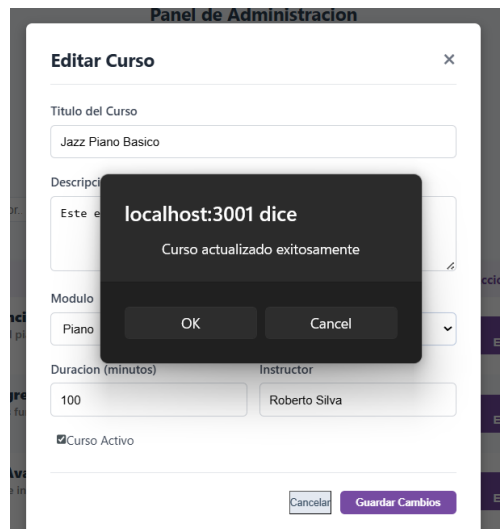 Panel de Administracion
Editar Curso
×
Titulo del Curso
Jazz Piano Basico
Este e
localhost:3001 dice
Curso actualizado exitosamente
OK
Cancel
Modulo
Piano
Duracion (minutos)
Instructor
100
Roberto Silva
Curso Activo
Cancelar
Guardar Cambios